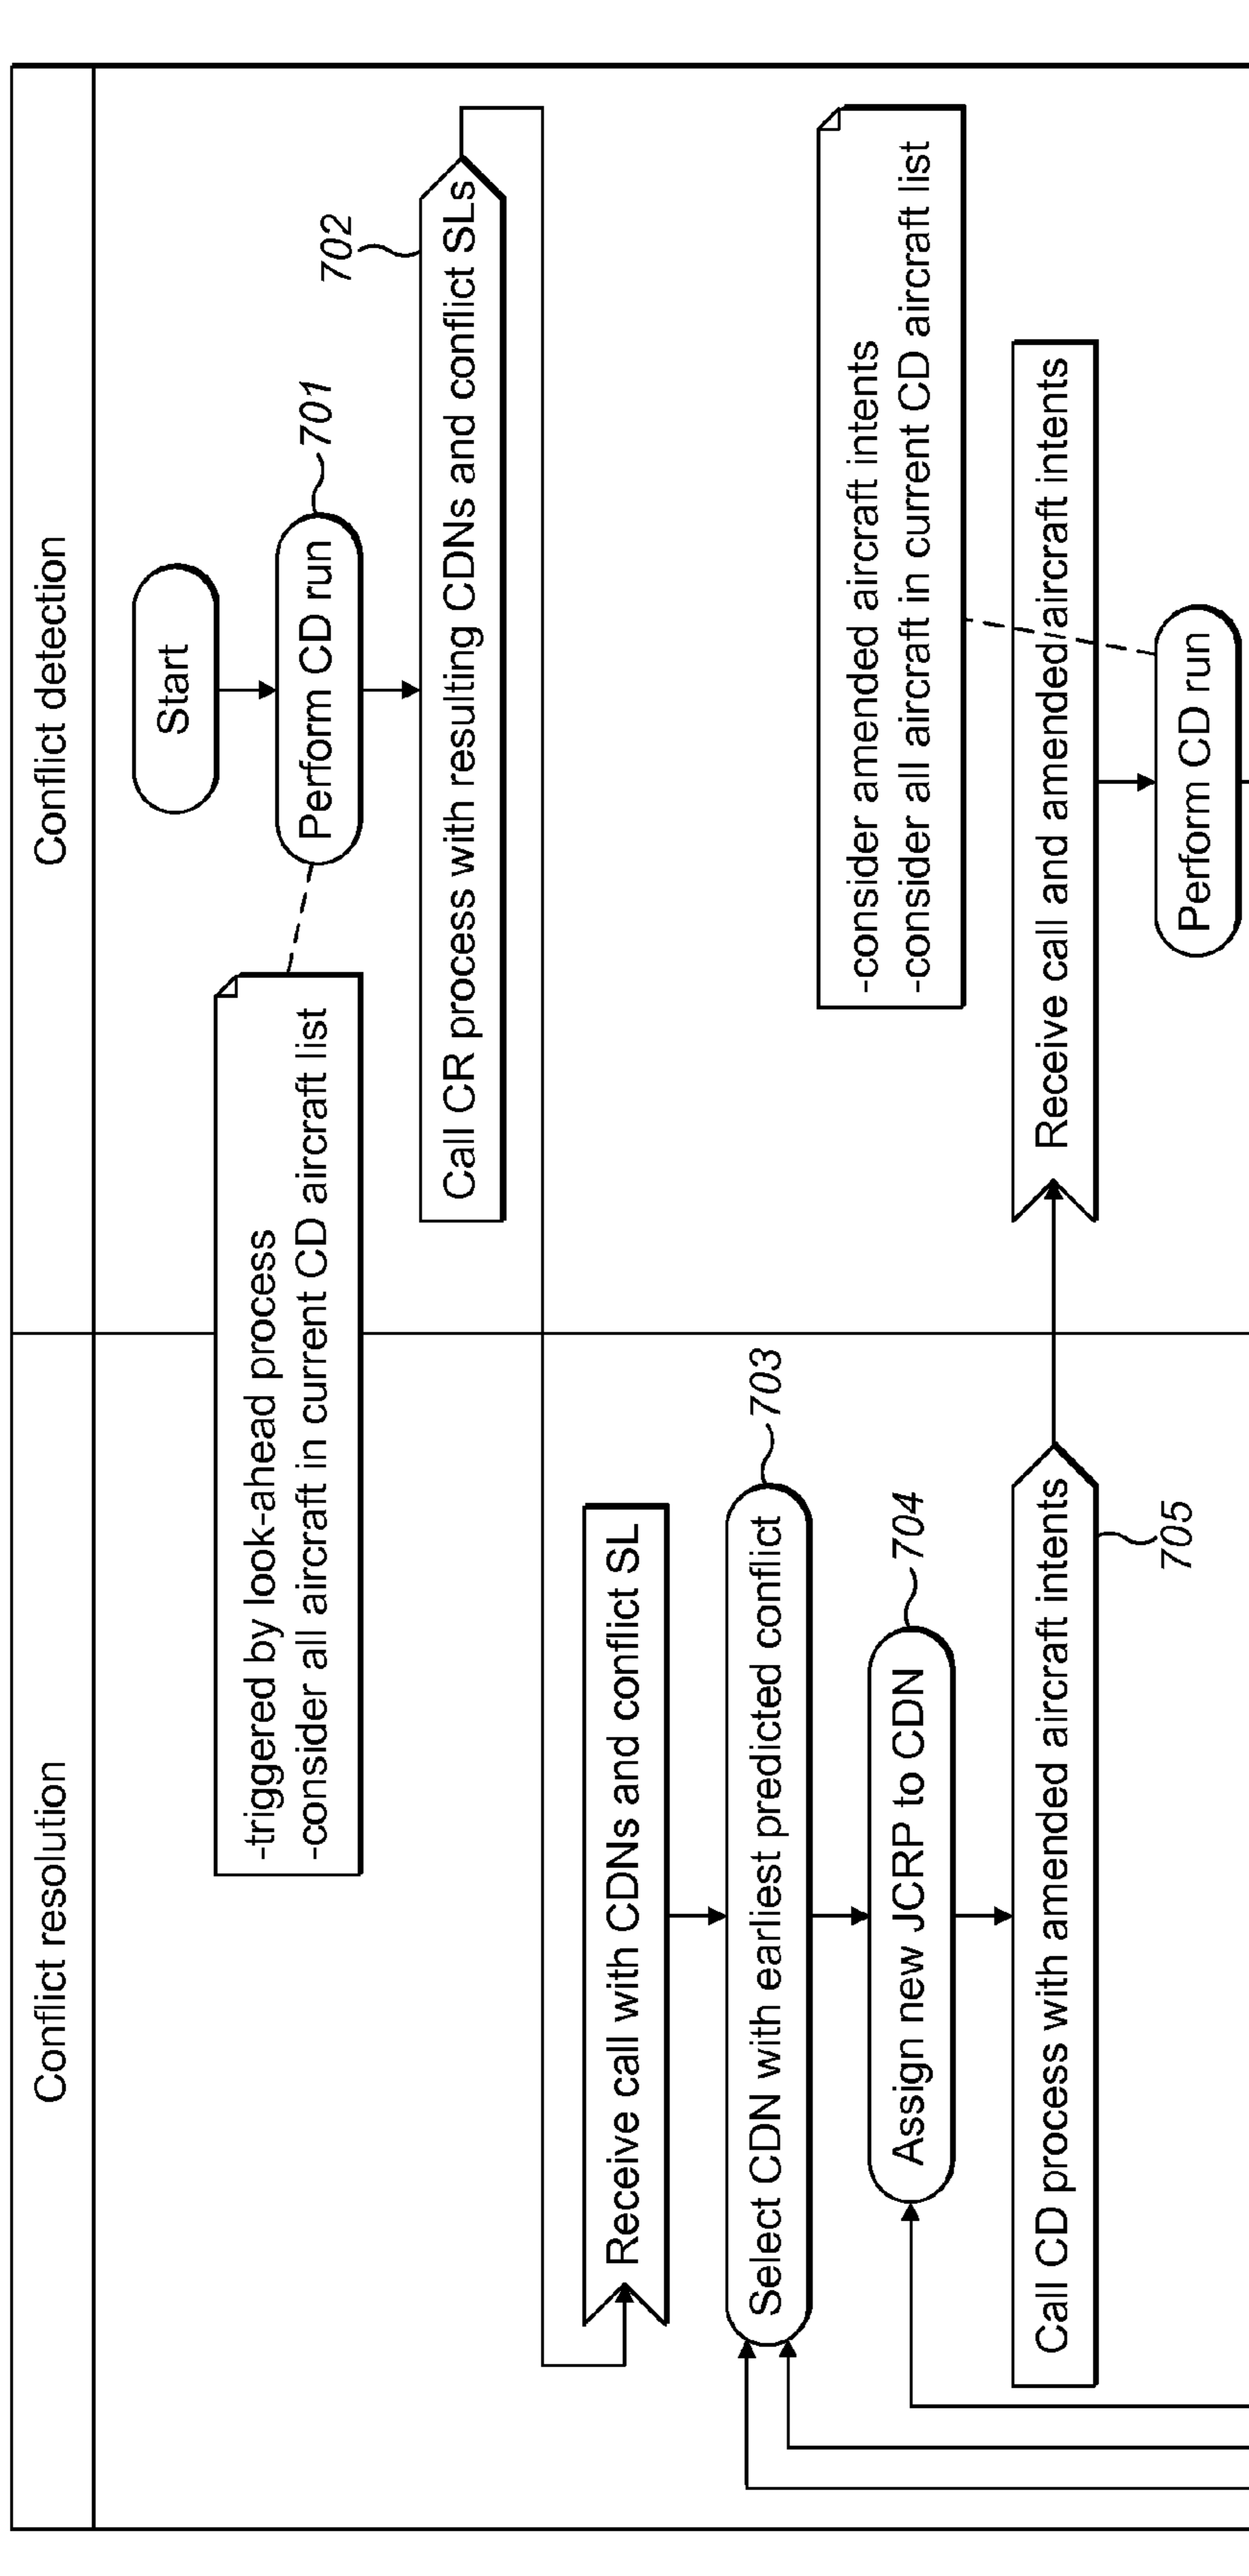 Conflict resolution
Conflict detection
Start
-triggered by look-ahead process
-consider all aircraft in current CD aircraft list
Perform CD run
701
702
Call CR process with resulting CDNs and conflict SLs
Receive call with CDNs and conflict SL
Select CDN with earliest predicted conflict
703
-consider amended aircraft intents
-consider all aircraft in current CD aircraft list
Assign new JCRP to CDN
704
Call CD process with amended aircraft intents
705
Receive call and amended aircraft intents
Perform CD run